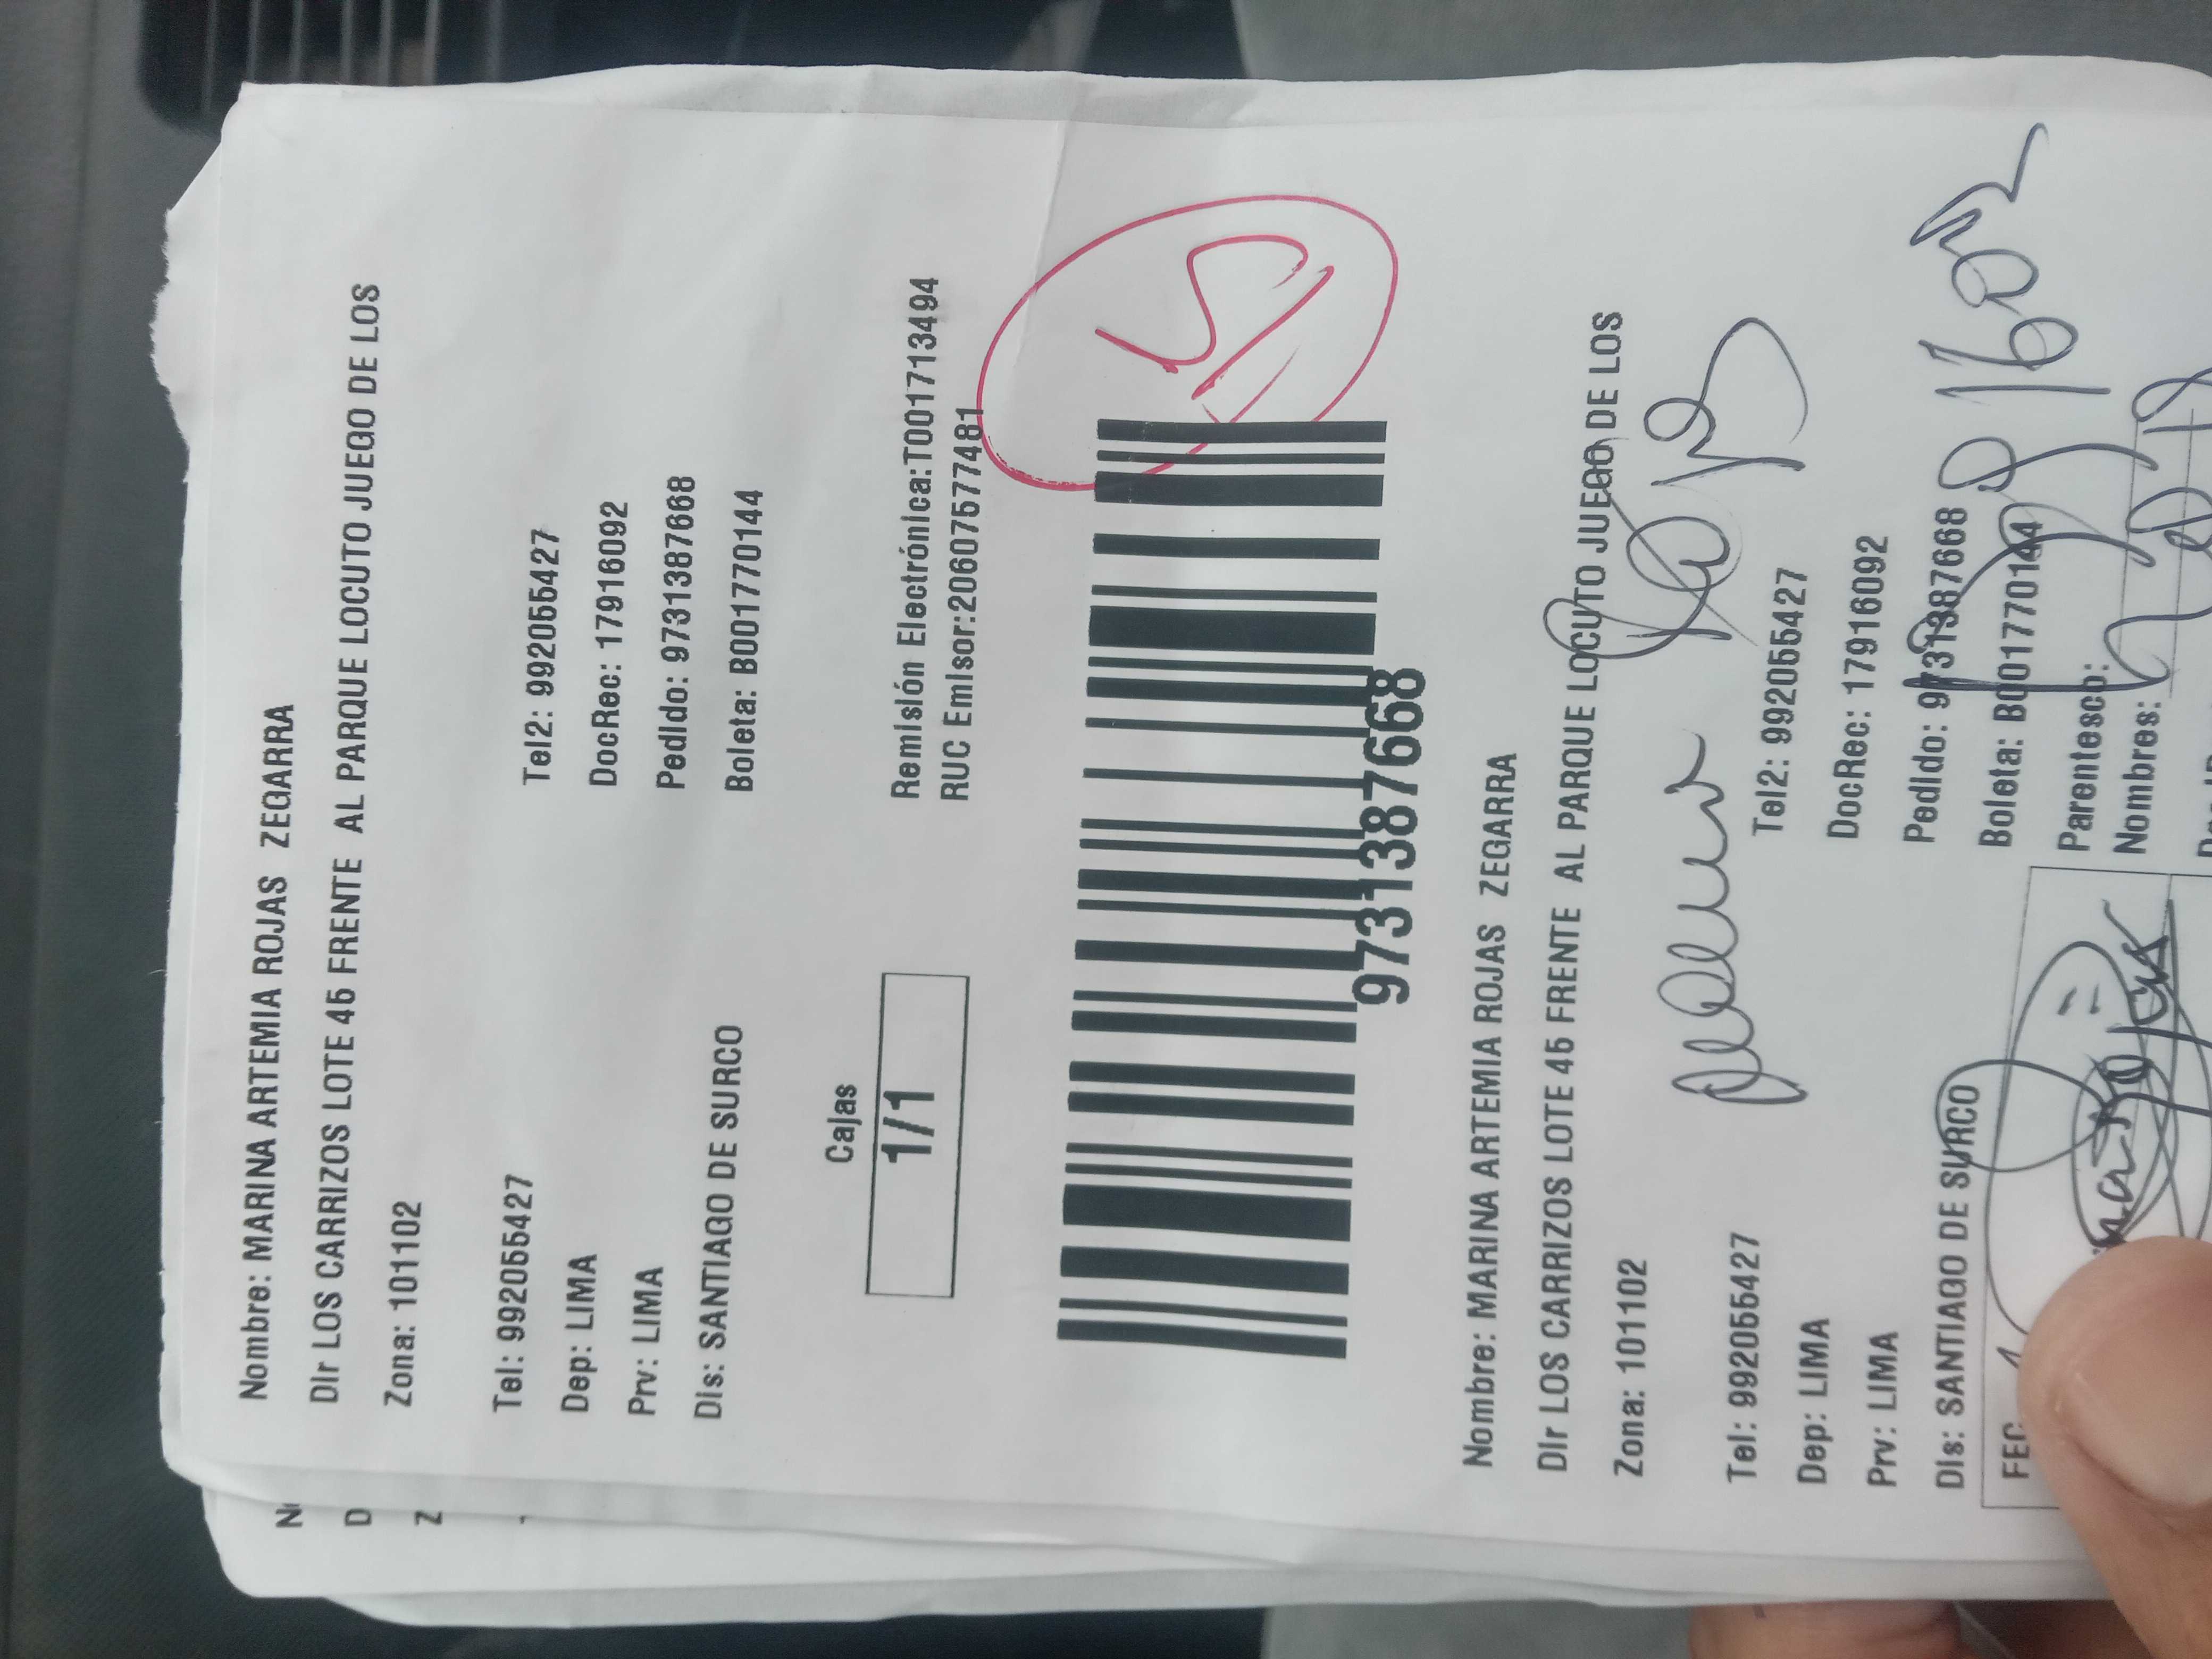 Nombre: MARINA ARTEMIA ROJAS ZEGARRA
Dir LOS CARRIZOS LOTE 45 FRENTE AL PARQUE LOCUTO JUEGO DE LOS
Zona: 101102
Tel: 992055427 Tel2: 992055427
Dep: LIMA DocRec: 17916092
Prv: LIMA Pedido: 9731387668
Dis: SANTIAGO DE SURCO Boleta: B001770144
Cajas
1/1
Remisión Electrónica:T001713494
RUC Emisor:20607577481
9731387668
Nombre: MARINA ARTEMIA ROJAS ZEGARRA
Dir LOS CARRIZOS LOTE 45 FRENTE AL PARQUE LOCUTO JUEGO DE LOS
Zona: 101102
Tel: 992055427 Tel2: 992055427
Dep: LIMA DocRec: 17916092
Prv: LIMA Pedido: 9731387668
Dis: SANTIAGO DE SURCO Boleta: B001770144
Parentesco:
Nombres:
N
D
Z